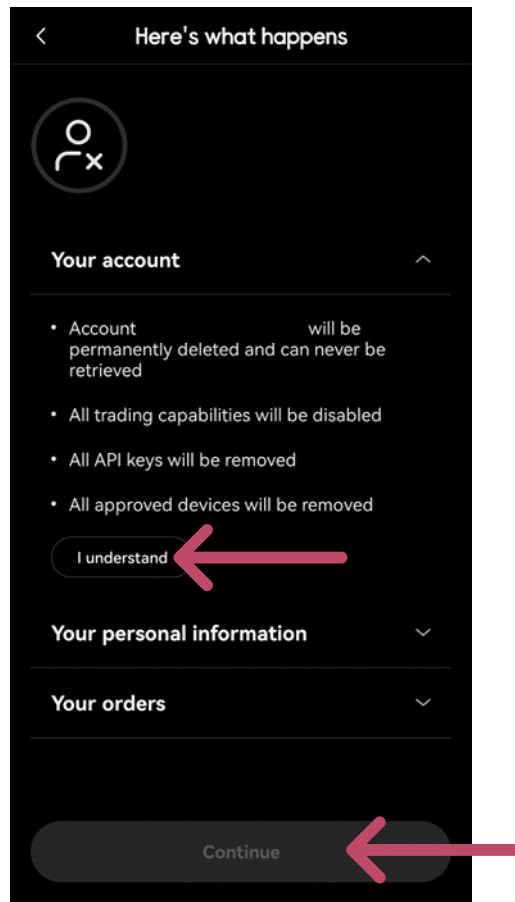 Here's what happens
Your account
• Account will be
permanently deleted and can never be
retrieved
• All trading capabilities will be disabled
• All API keys will be removed
• All approved devices will be removed
I understand
Your personal information
Your orders
Continue